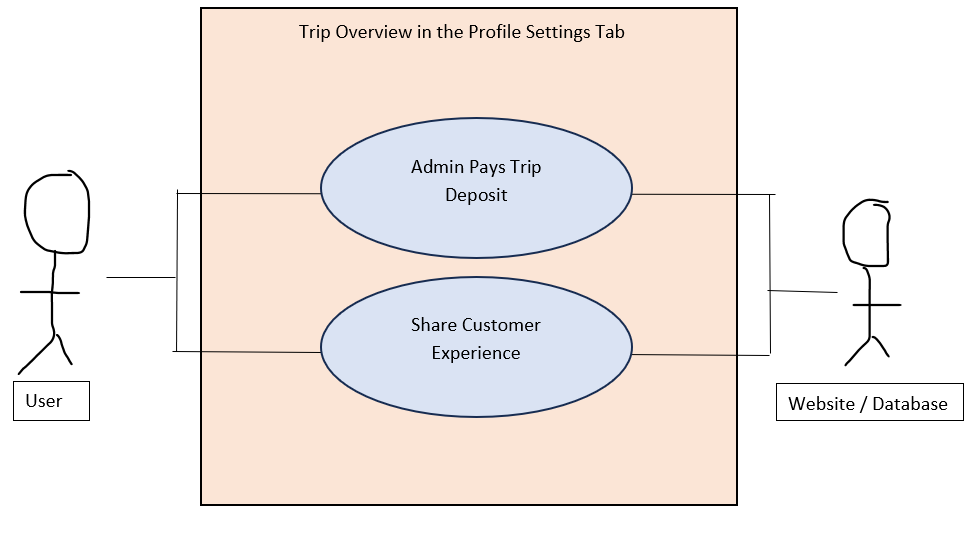 Trip Overview in the Profile Settings Tab
Admin Pays Trip
Deposit
Share Customer
Experience
User
Website / Database